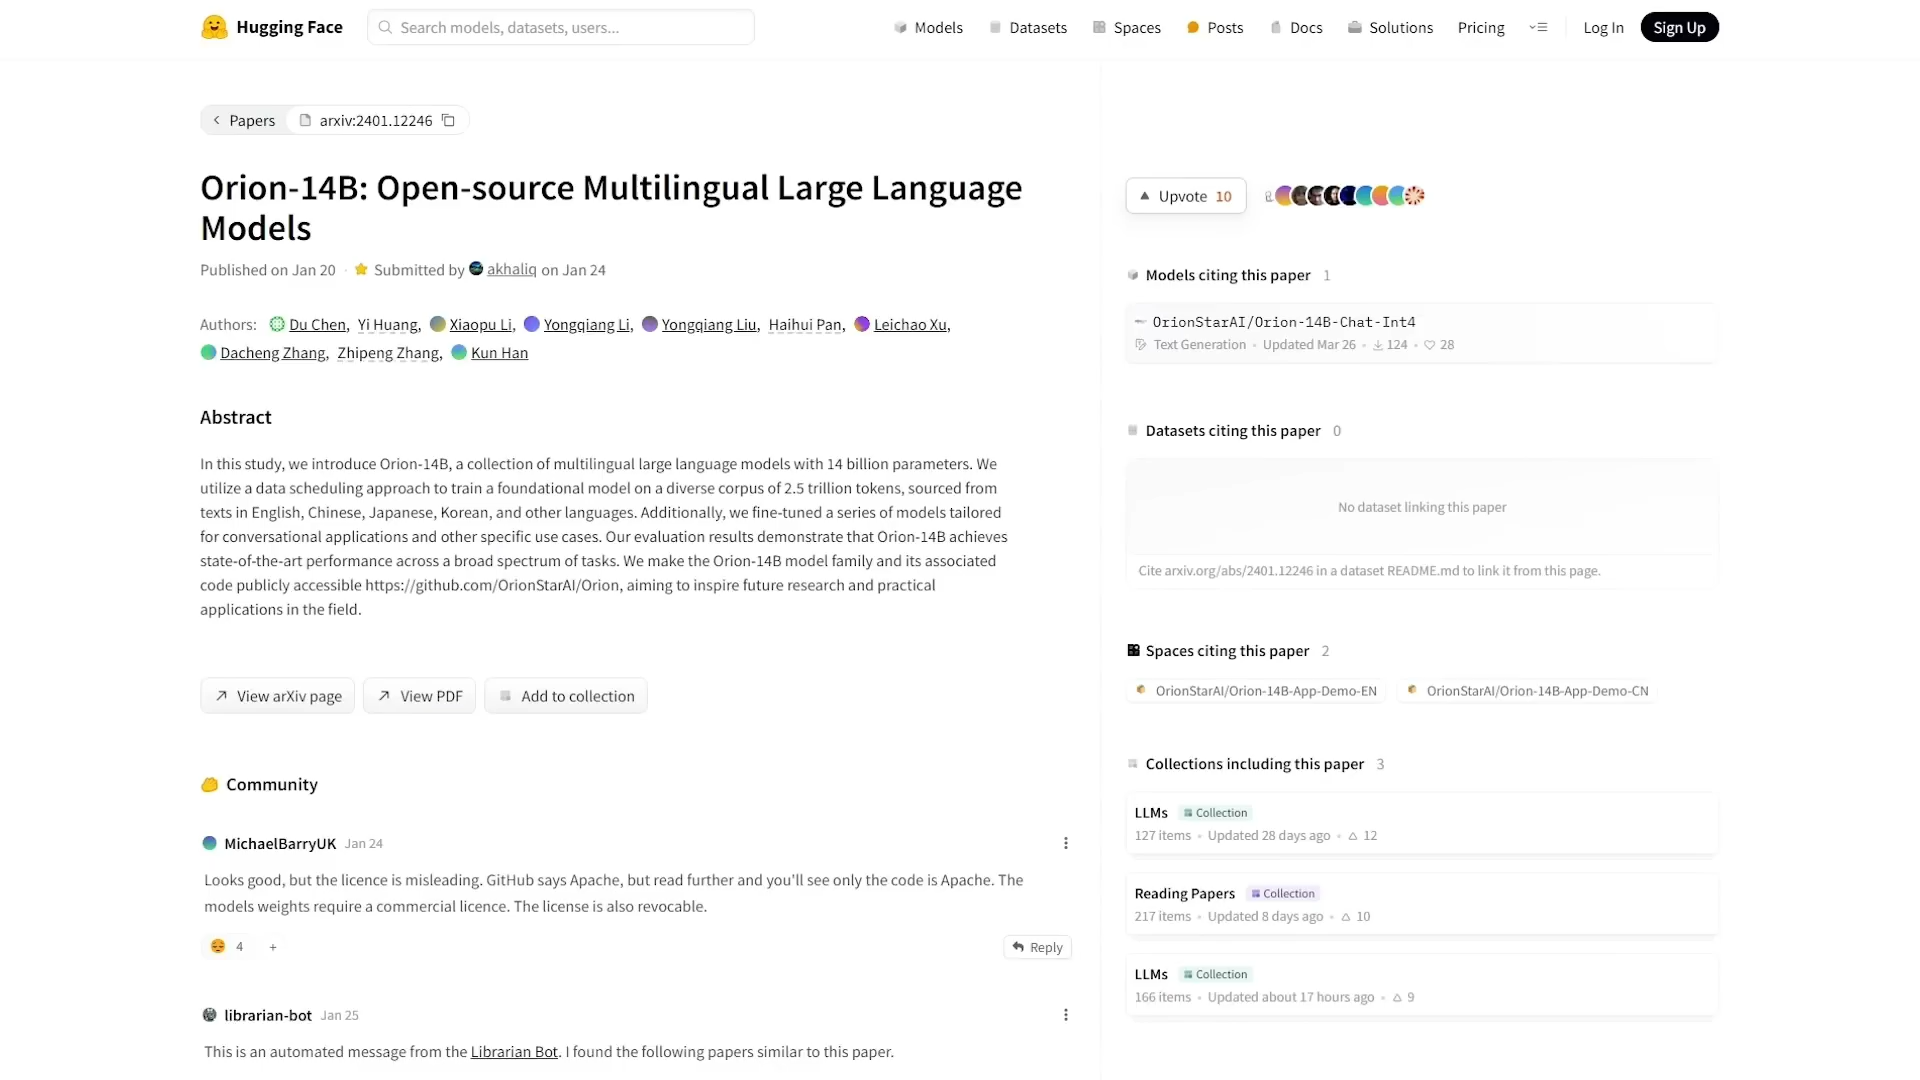 Hugging Face
Search models, datasets, users...
Models
Datasets
Spaces
Posts
Docs
Solutions
Pricing
Log In
Sign Up
Papers
arxiv:2401.12246
Orion-14B: Open-source Multilingual Large Language
Models
Published on Jan 20 · Submitted by akhaliq on Jan 24
Authors: Du Chen, Yi Huang, Xiaopu Li, Yongqiang Li, Yongqiang Liu, Haihui Pan, Leichao Xu,
Dacheng Zhang, Zhipeng Zhang, Kun Han
Abstract
In this study, we introduce Orion-14B, a collection of multilingual large language models with 14 billion parameters. We
utilize a data scheduling approach to train a foundational model on a diverse corpus of 2.5 trillion tokens, sourced from
texts in English, Chinese, Japanese, Korean, and other languages. Additionally, we fine-tuned a series of models tailored
for conversational applications and other specific use cases. Our evaluation results demonstrate that Orion-14B achieves
state-of-the-art performance across a broad spectrum of tasks. We make the Orion-14B model family and its associated
code publicly accessible https://github.com/OrionStarAI/Orion, aiming to inspire future research and practical
applications in the field.
View arXiv page
View PDF
Add to collection
Community
MichaelBarryUK Jan 24
Looks good, but the licence is misleading. GitHub says Apache, but read further and you'll see only the code is Apache. The
models weights require a commercial licence. The license is also revocable.
4
+
Reply
librarian-bot Jan 25
This is an automated message from the Librarian Bot. I found the following papers similar to this paper.
Upvote 10
Models citing this paper 1
OrionStarAI/Orion-14B-Chat-Int4
Text Generation • Updated Mar 26 • 124 • 28
Datasets citing this paper 0
No dataset linking this paper
Cite arxiv.org/abs/2401.12246 in a dataset README.md to link it from this page.
Spaces citing this paper 2
OrionStarAI/Orion-14B-App-Demo-EN
OrionStarAI/Orion-14B-App-Demo-CN
Collections including this paper 3
LLMs Collection
127 items • Updated 28 days ago • 12
Reading Papers Collection
217 items • Updated 8 days ago • 10
LLMs Collection
166 items • Updated about 17 hours ago • 9